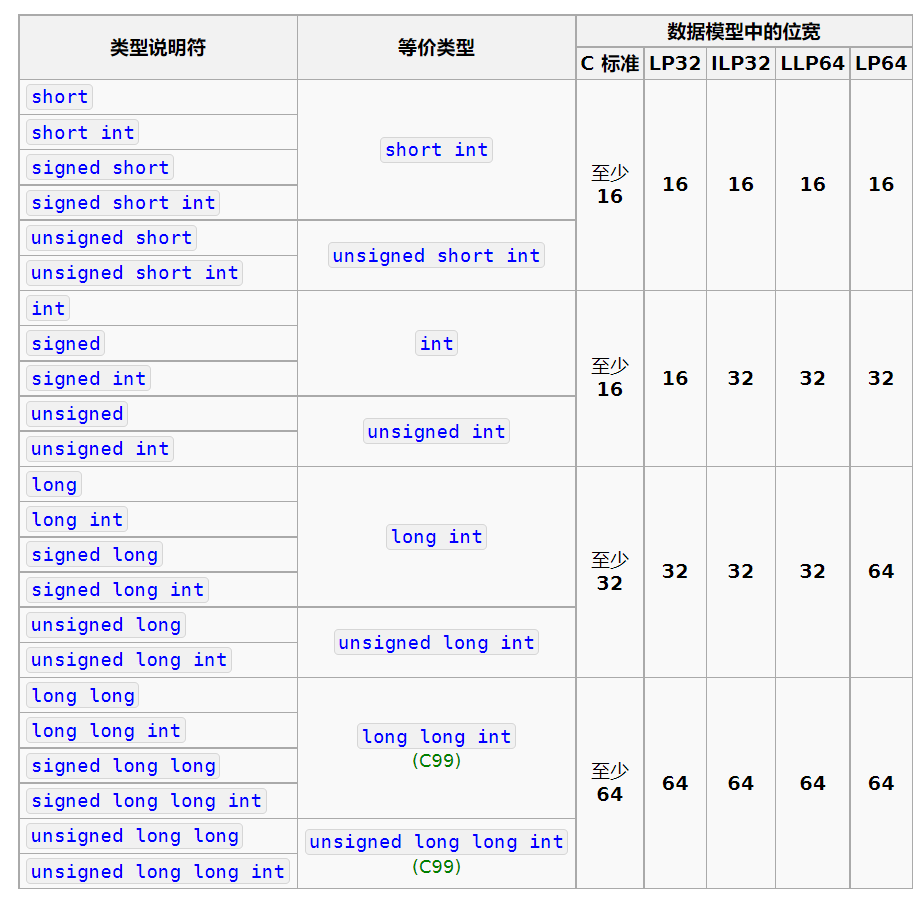 类型说明符
等价类型
数据模型中的位宽
C 标准 LP32 ILP32 LLP64 LP64
short
short int
signed short
signed short int
short int
unsigned short
unsigned short int
unsigned short int
至少
16
16 16 16 16
int
signed
signed int
int
unsigned
unsigned int
unsigned int
至少
16
16 32 32 32
long
long int
signed long
signed long int
long int
unsigned long
unsigned long int
unsigned long int
至少
32
32 32 32 64
long long
long long int
signed long long
signed long long int
long long int
(C99)
unsigned long long
unsigned long long int
unsigned long long int
(C99)
至少
64
64 64 64 64